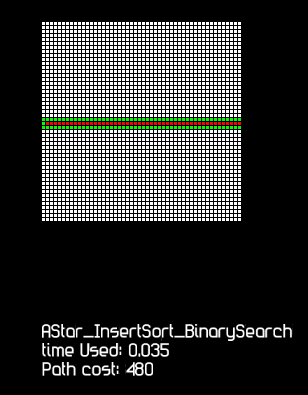 AStar_InsertSort_BinarySearch
time Used: 0.035
Path cost: 480